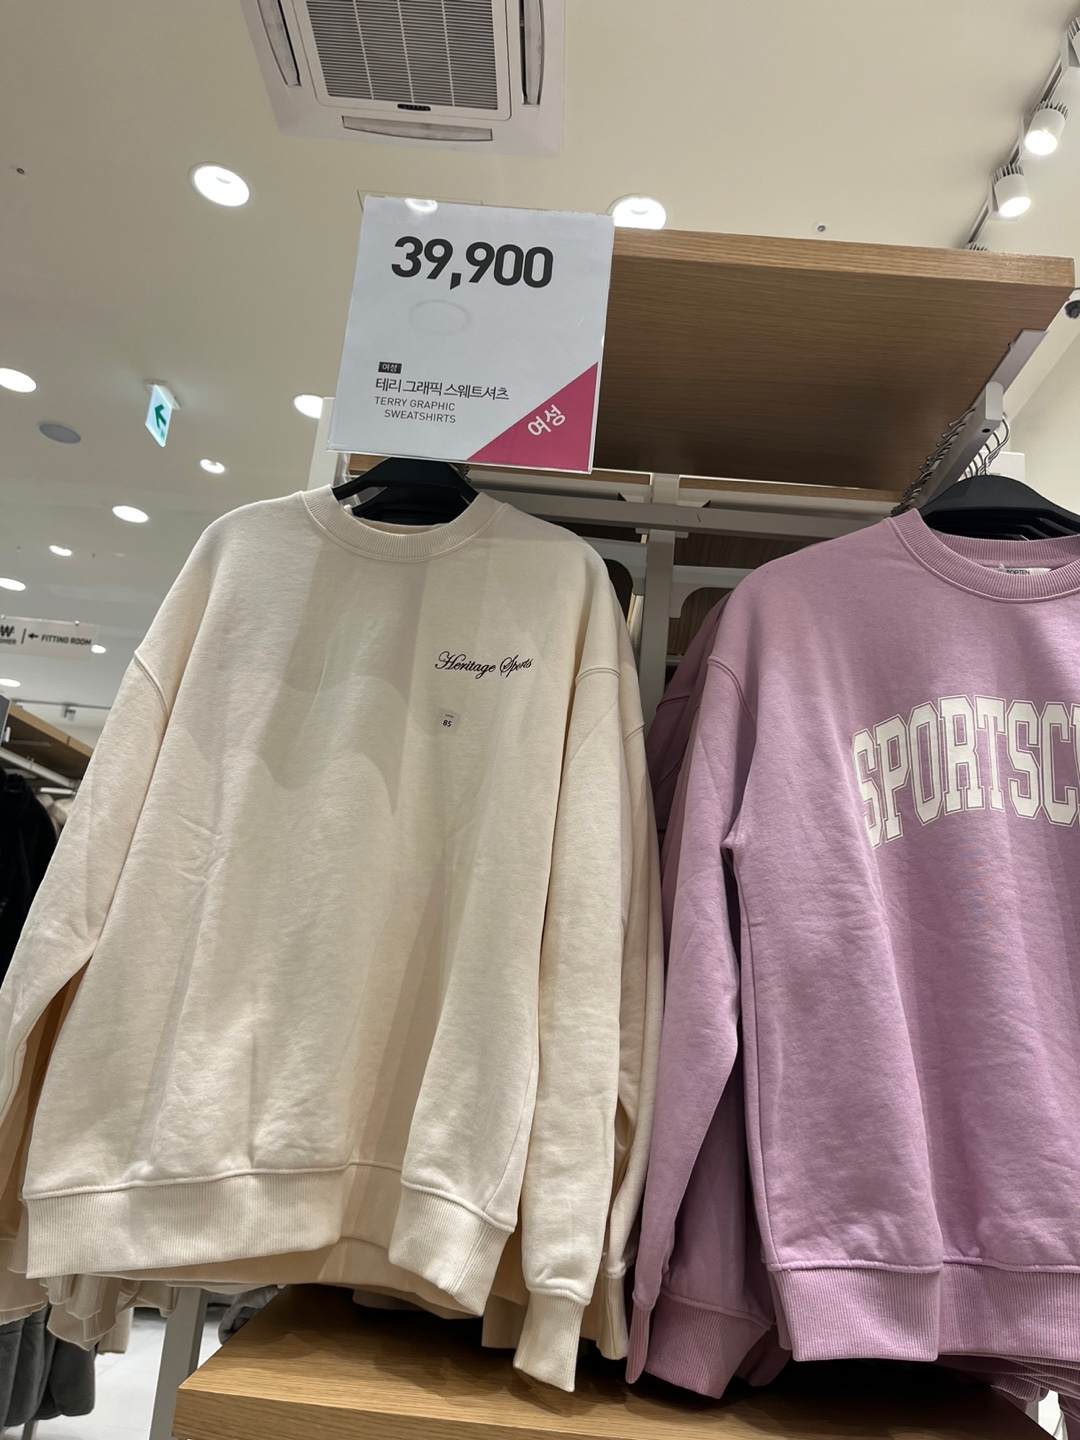 39,900
여성
테리 그래픽 스웨트셔츠
TERRY GRAPHIC
SWEATSHIRTS
여성
← FITTING ROOM
Heritage Sports
85
SPORTSC